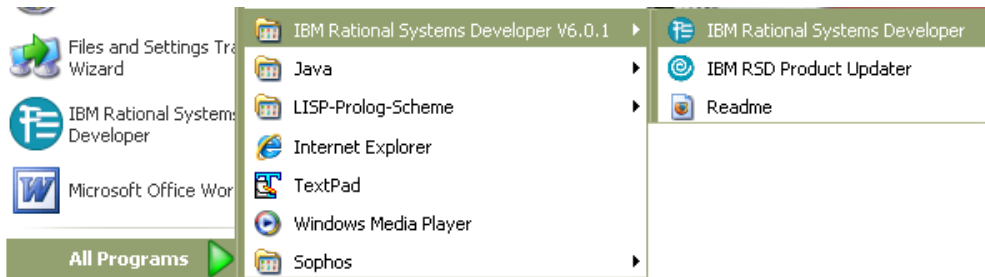 Files and Settings Tra
Wizard
IBM Rational Systems
Developer
Microsoft Office Wor
All Programs
IBM Rational Systems Developer V6.0.1
Java
LISP-Prolog-Scheme
Internet Explorer
TextPad
Windows Media Player
Sophos
IBM Rational Systems Developer
IBM RSD Product Updater
Readme